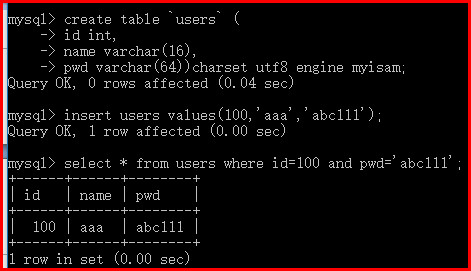 mysql> create table `users` (
    -> id int,
    -> name varchar(16),
    -> pwd varchar(64))charset utf8 engine myisam;
Query OK, 0 rows affected (0.04 sec)
mysql> insert users values(100,'aaa','abc111');
Query OK, 1 row affected (0.00 sec)
mysql> select * from users where id=100 and pwd='abc111';
+------+------+--------+
| id   | name | pwd    |
+------+------+--------+
|  100 | aaa  | abc111 |
+------+------+--------+
1 row in set (0.00 sec)